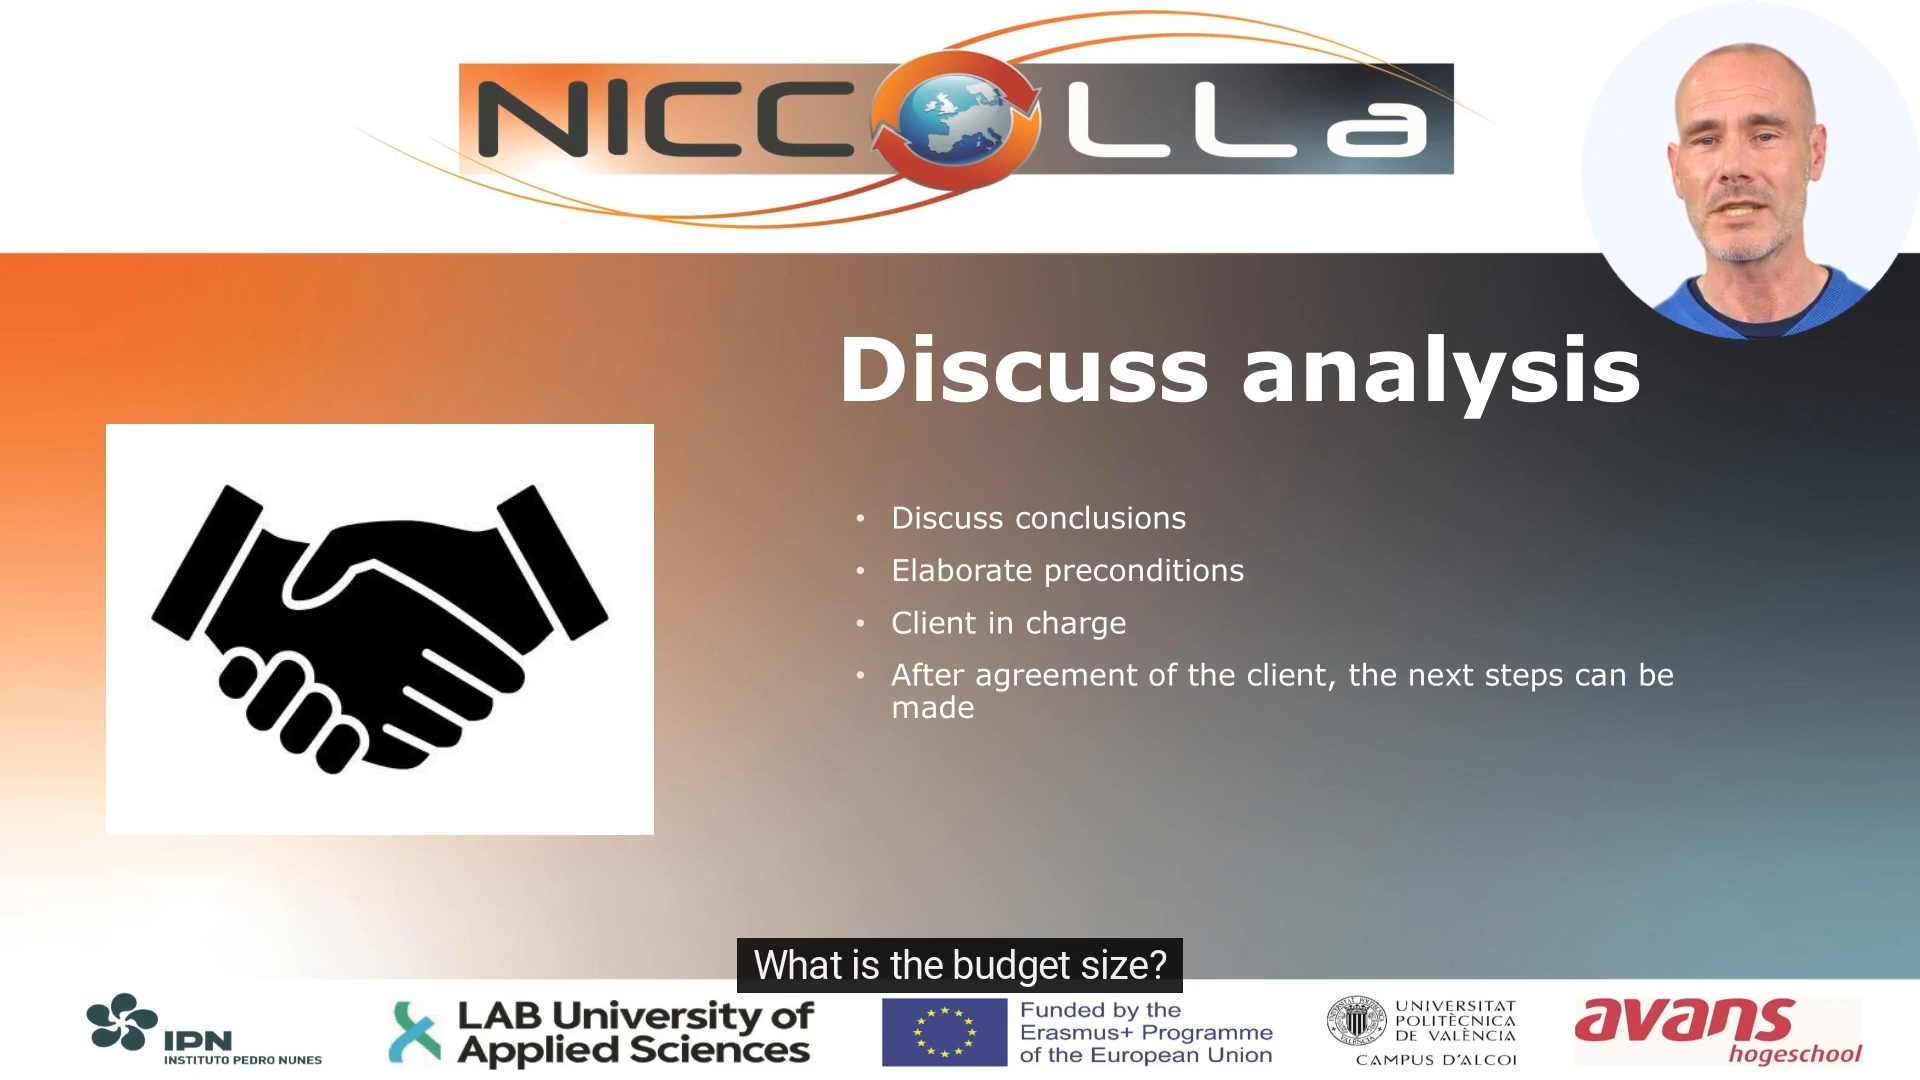 NICCOLLa
Discuss analysis
• Discuss conclusions
• Elaborate preconditions
• Client in charge
• After agreement of the client, the next steps can be
made
What is the budget size?
IPN
INSTITUTO PEDRO NUNES
LAB University of
Applied Sciences
Funded by the
Erasmus+ Programme
of the European Union
UNIVERSITAT
POLITÈCNICA
DE VALÈNCIA
CAMPUS D'ALCOI
avans
hogeschool